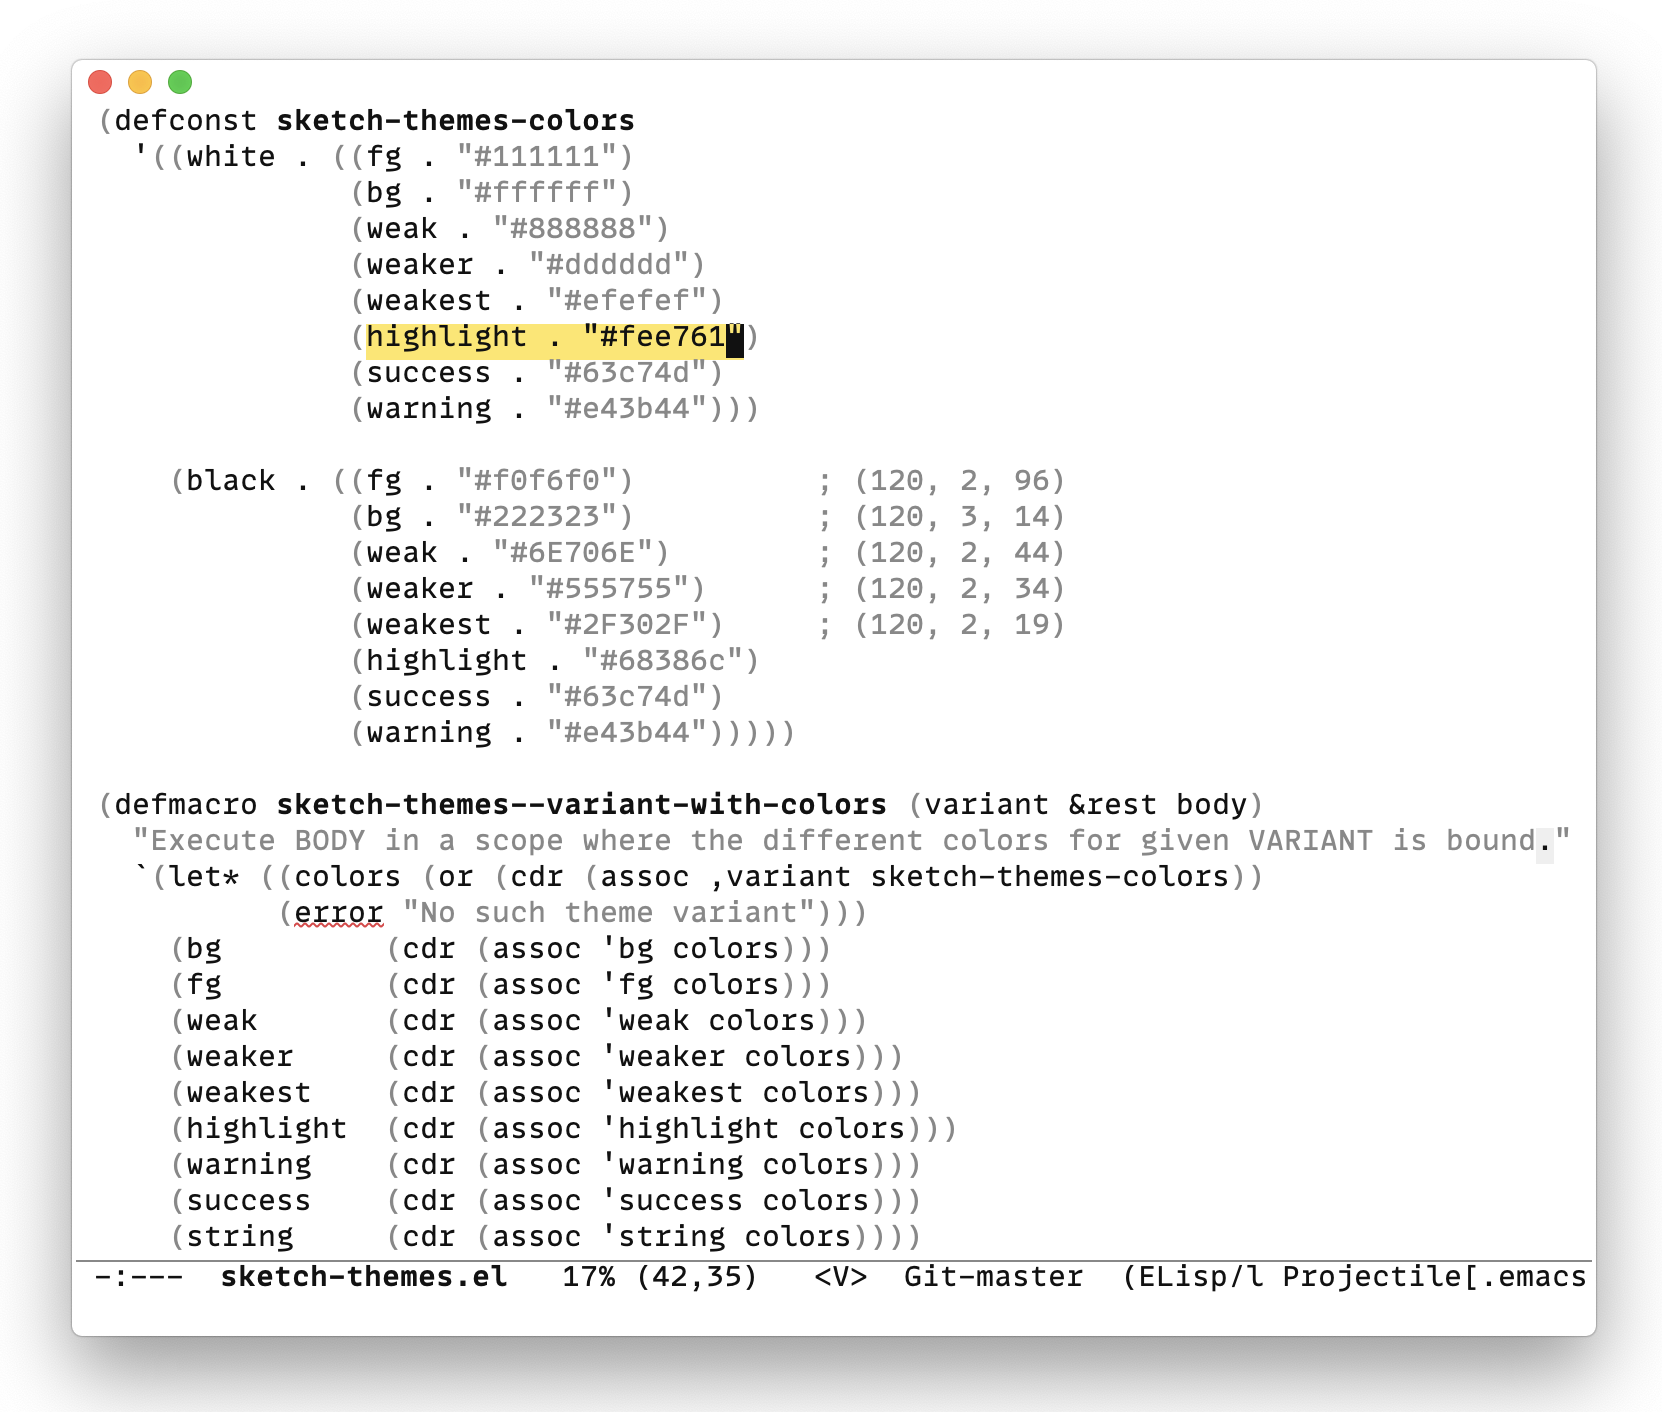 (defconst sketch-themes-colors
  '((white . ((fg . "#111111")
              (bg . "#ffffff")
              (weak . "#888888")
              (weaker . "#dddddd")
              (weakest . "#efefef")
              (highlight . "#fee761")
              (success . "#63c74d")
              (warning . "#e43b44")))
    (black . ((fg . "#f0f6f0")          ; (120, 2, 96)
              (bg . "#222323")          ; (120, 3, 14)
              (weak . "#6E706E")        ; (120, 2, 44)
              (weaker . "#555755")      ; (120, 2, 34)
              (weakest . "#2F302F")     ; (120, 2, 19)
              (highlight . "#68386c")
              (success . "#63c74d")
              (warning . "#e43b44")))))
(defmacro sketch-themes--variant-with-colors (variant &rest body)
  "Execute BODY in a scope where the different colors for given VARIANT is bound."
  `(let* ((colors (or (cdr (assoc ,variant sketch-themes-colors))
          (error "No such theme variant")))
    (bg         (cdr (assoc 'bg colors)))
    (fg         (cdr (assoc 'fg colors)))
    (weak       (cdr (assoc 'weak colors)))
    (weaker     (cdr (assoc 'weaker colors)))
    (weakest    (cdr (assoc 'weakest colors)))
    (highlight  (cdr (assoc 'highlight colors)))
    (warning    (cdr (assoc 'warning colors)))
    (success    (cdr (assoc 'success colors)))
    (string     (cdr (assoc 'string colors))))
-:---  sketch-themes.el   17% (42,35)   <V>  Git-master  (ELisp/l Projectile[.emacs